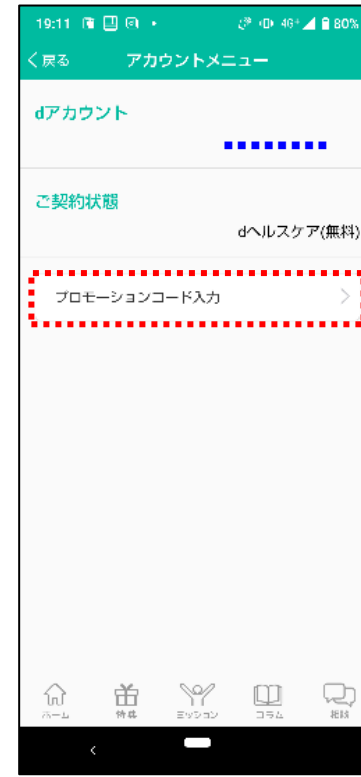 19:11 4G+ 80%
戻る アカウントメニュー
dアカウント
ご契約状態
dヘルスケア(無料)
プロモーションコード入力
ホーム 特典 ミッション コラム 相談